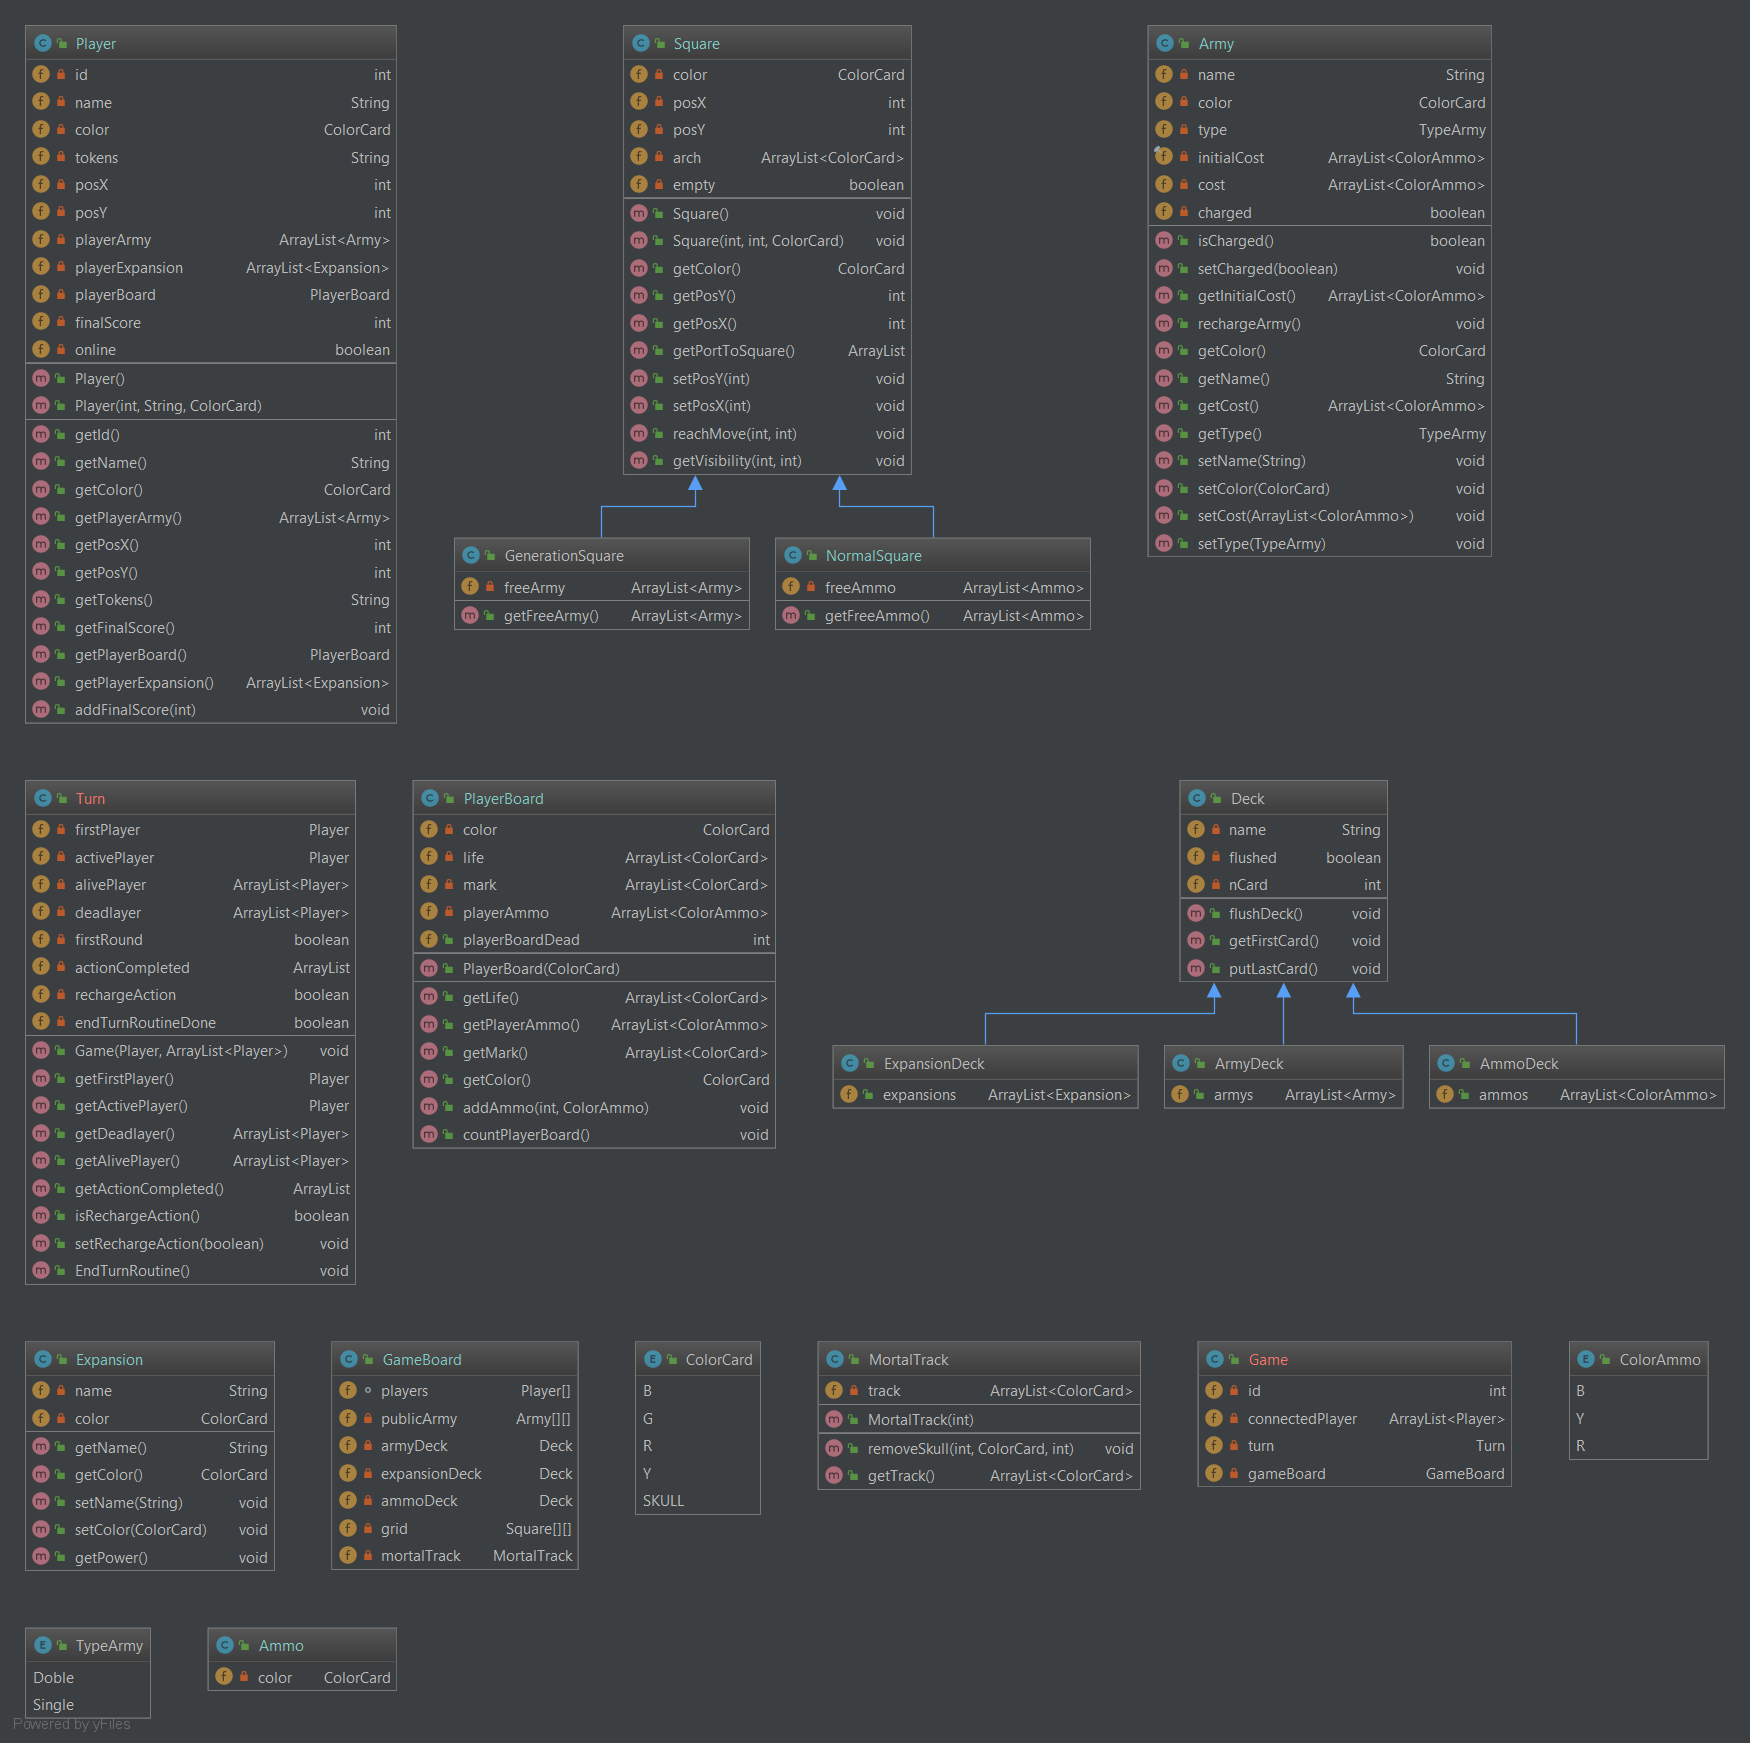 Player
id int
name String
color ColorCard
tokens String
posX int
posY int
playerArmy ArrayList<Army>
playerExpansion ArrayList<Expansion>
playerBoard PlayerBoard
finalScore int
online boolean
Player()
Player(int, String, ColorCard)
getId() int
getName() String
getColor() ColorCard
getPlayerArmy() ArrayList<Army>
getPosX() int
getPosY() int
getTokens() String
getFinalScore() int
getPlayerBoard() PlayerBoard
getPlayerExpansion() ArrayList<Expansion>
addFinalScore(int) void
Square
color ColorCard
posX int
posY int
arch ArrayList<ColorCard>
empty boolean
Square() void
Square(int, int, ColorCard) void
getColor() ColorCard
getPosY() int
getPosX() int
getPortToSquare() ArrayList
setPosY(int) void
setPosX(int) void
reachMove(int, int) void
getVisibility(int, int) void
GenerationSquare
freeArmy ArrayList<Army>
getFreeArmy() ArrayList<Army>
NormalSquare
freeAmmo ArrayList<Ammo>
getFreeAmmo() ArrayList<Ammo>
Army
name String
color ColorCard
type TypeArmy
initialCost ArrayList<ColorAmmo>
cost ArrayList<ColorAmmo>
charged boolean
isCharged() boolean
setCharged(boolean) void
getInitialCost() ArrayList<ColorAmmo>
rechargeArmy() void
getColor() ColorCard
getName() String
getCost() ArrayList<ColorAmmo>
getType() TypeArmy
setName(String) void
setColor(ColorCard) void
setCost(ArrayList<ColorAmmo>) void
setType(TypeArmy) void
Turn
firstPlayer Player
activePlayer Player
alivePlayer ArrayList<Player>
deadlayer ArrayList<Player>
firstRound boolean
actionCompleted ArrayList
rechargeAction boolean
endTurnRoutineDone boolean
Game(Player, ArrayList<Player>) void
getFirstPlayer() Player
getActivePlayer() Player
getDeadlayer() ArrayList<Player>
getAlivePlayer() ArrayList<Player>
getActionCompleted() ArrayList
isRechargeAction() boolean
setRechargeAction(boolean) void
EndTurnRoutine() void
PlayerBoard
color ColorCard
life ArrayList<ColorCard>
mark ArrayList<ColorCard>
playerAmmo ArrayList<ColorAmmo>
playerBoardDead int
PlayerBoard(ColorCard)
getLife() ArrayList<ColorCard>
getPlayerAmmo() ArrayList<ColorAmmo>
getMark() ArrayList<ColorCard>
getColor() ColorCard
addAmmo(int, ColorAmmo) void
countPlayerBoard() void
Deck
name String
flushed boolean
nCard int
flushDeck() void
getFirstCard() void
putLastCard() void
ExpansionDeck
expansions ArrayList<Expansion>
ArmyDeck
armys ArrayList<Army>
AmmoDeck
ammos ArrayList<ColorAmmo>
Expansion
name String
color ColorCard
getName() String
getColor() ColorCard
setName(String) void
setColor(ColorCard) void
getPower() void
GameBoard
players Player[]
publicArmy Army[][]
armyDeck Deck
expansionDeck Deck
ammoDeck Deck
grid Square[][]
mortalTrack MortalTrack
ColorCard
B
G
R
Y
SKULL
MortalTrack
track ArrayList<ColorCard>
MortalTrack(int)
removeSkull(int, ColorCard, int) void
getTrack() ArrayList<ColorCard>
Game
id int
connectedPlayer ArrayList<Player>
turn Turn
gameBoard GameBoard
ColorAmmo
B
Y
R
TypeArmy
Doble
Single
Ammo
color ColorCard
Powered by yFiles